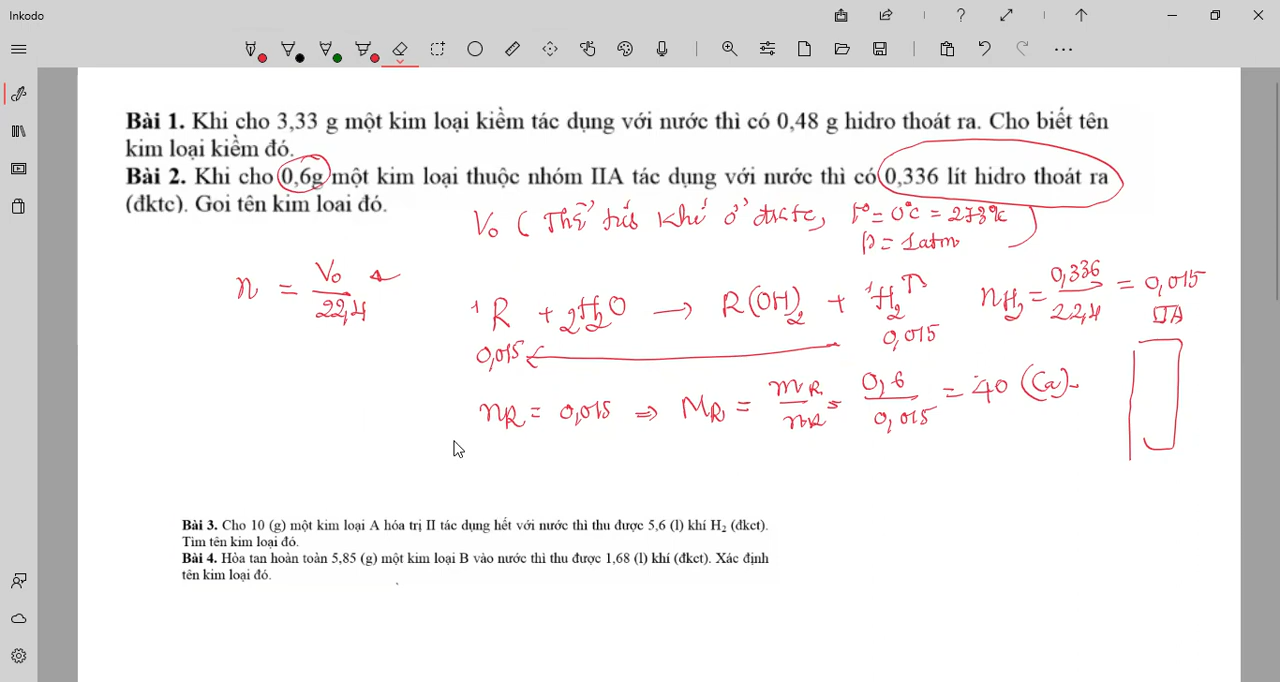 Inkodo
Bài 1. Khi cho 3,33 g một kim loại kiềm tác dụng với nước thì có 0,48 g hidro thoát ra. Cho biết tên
kim loại kiềm đó.
Bài 2. Khi cho 0,6g một kim loại thuộc nhóm IIA tác dụng với nước thì có 0,336 lít hidro thoát ra
(đktc). Goi tên kim loai đó.
V₀ ( Thể tích khí ở đktc, t° = 0°C = 273°K
P = 1atm )
n = V₀ / 22,4
1R + 2H₂O → R(OH)₂ + 1H₂↑
nH₂ = 0,336 / 22,4 = 0,015
IIA
0,015 ← 0,015
nR = 0,015 ⇒ MR = mR / nR = 0,6 / 0,015 = 40 (Ca).
Bài 3. Cho 10 (g) một kim loại A hóa trị II tác dụng hết với nước thì thu được 5,6 (l) khí H₂ (đkct).
Tìm tên kim loại đó.
Bài 4. Hòa tan hoàn toàn 5,85 (g) một kim loại B vào nước thì thu được 1,68 (l) khí (đkct). Xác định
tên kim loại đó.